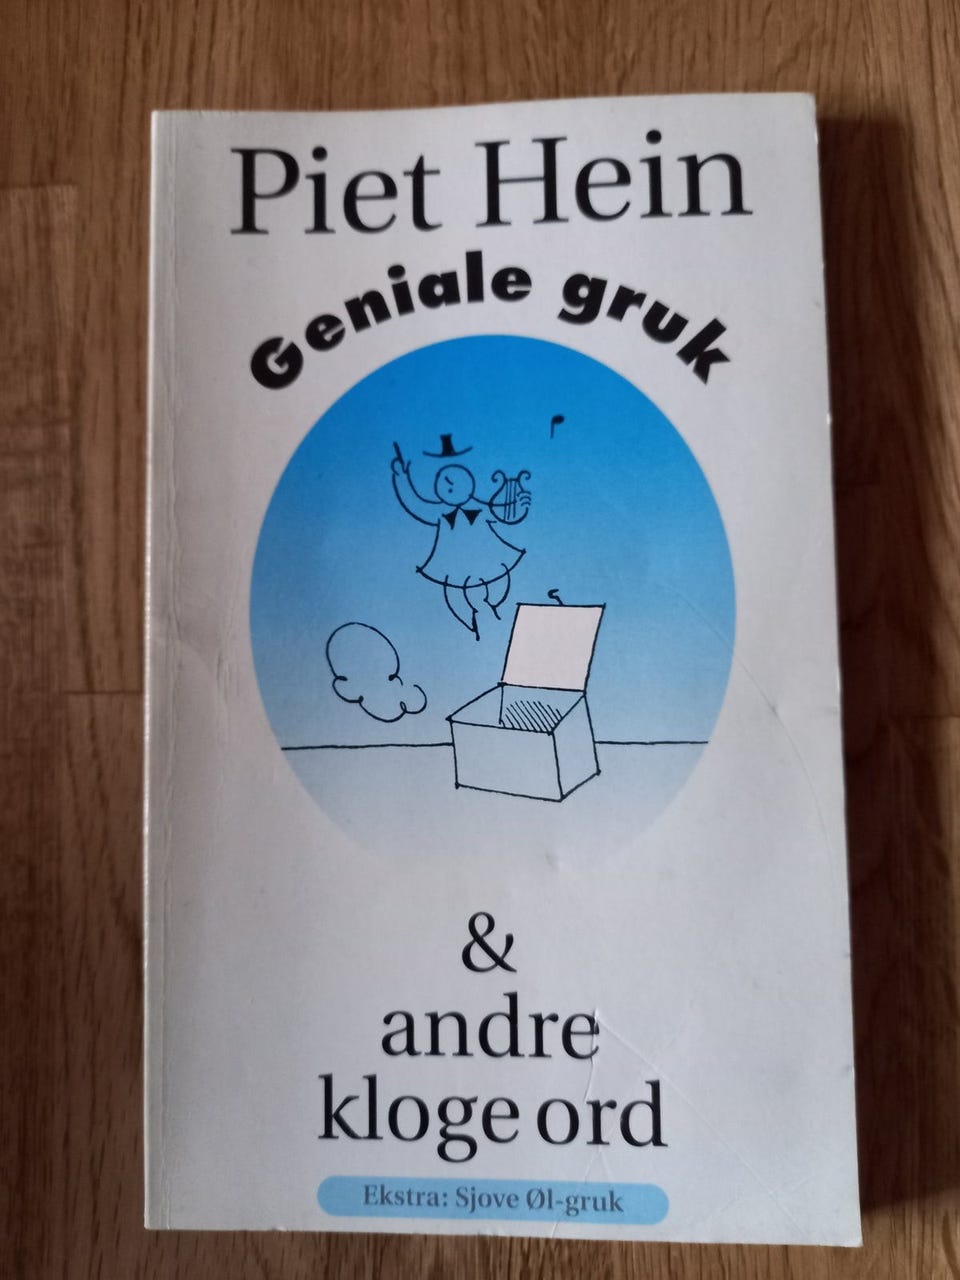 Piet Hein
Geniale gruk
&
andre
kloge ord
Ekstra: Sjove Øl-gruk